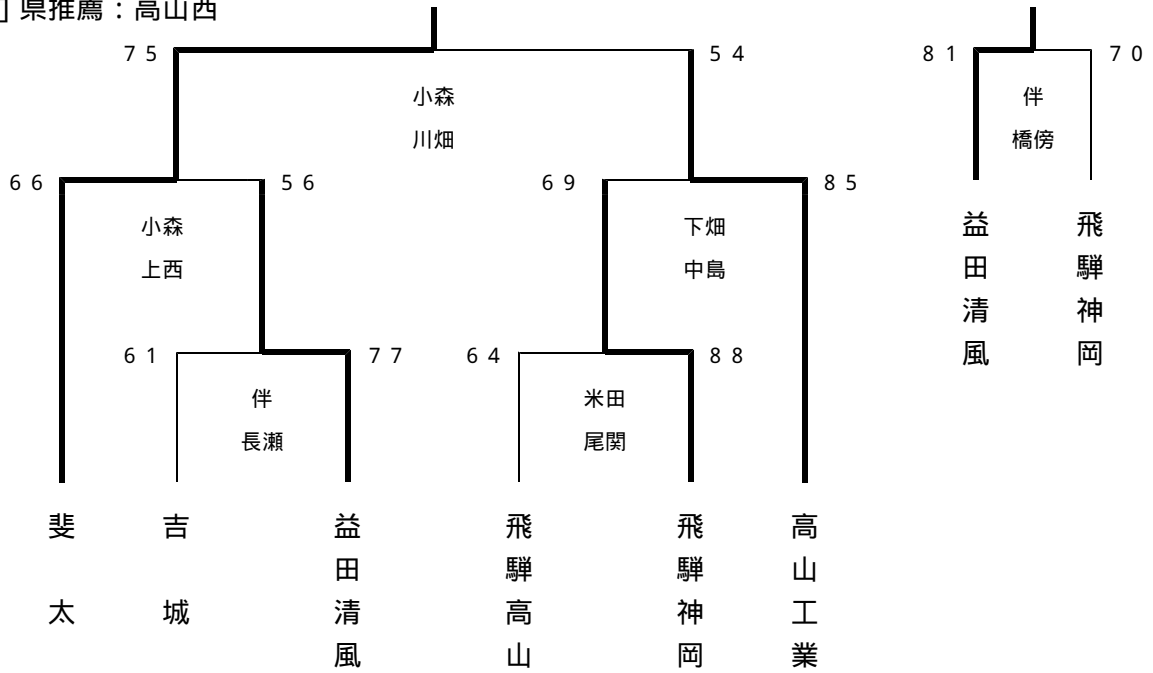 ］県推薦：高山西
７５ ５４ ８１ ７０
小森 伴
川畑 橋傍
６６ ５６ ６９ ８５
小森 下畑
上西 中島
６１ ７７ ６４ ８８
伴 米田
長瀬 尾関
斐太
吉城
益田清風
飛騨高山
飛騨神岡
高山工業
益田清風
飛騨神岡